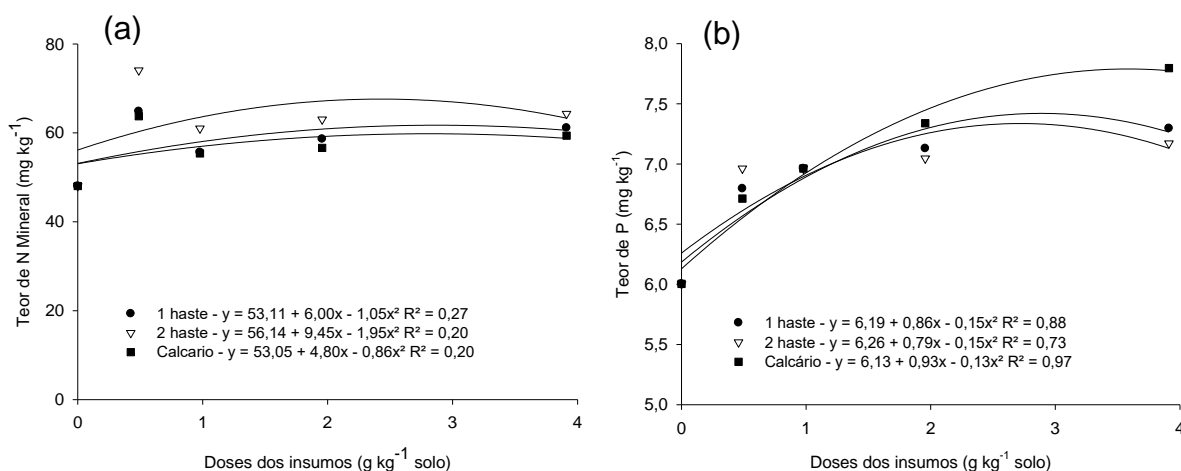 (a)
80
60
40
20
0
Teor de N Mineral (mg kg⁻¹)
1 haste - y = 53,11 + 6,00x - 1,05x² R² = 0,27
2 haste - y = 56,14 + 9,45x - 1,95x² R² = 0,20
Calcario - y = 53,05 + 4,80x - 0,86x² R² = 0,20
0 1 2 3 4
Doses dos insumos (g kg⁻¹ solo)
(b)
8,0
7,5
7,0
6,5
6,0
5,5
5,0
Teor de P (mg kg⁻¹)
1 haste - y = 6,19 + 0,86x - 0,15x² R² = 0,88
2 haste - y = 6,26 + 0,79x - 0,15x² R² = 0,73
Calcário - y = 6,13 + 0,93x - 0,13x² R² = 0,97
0 1 2 3 4
Doses dos insumos (g kg⁻¹ solo)